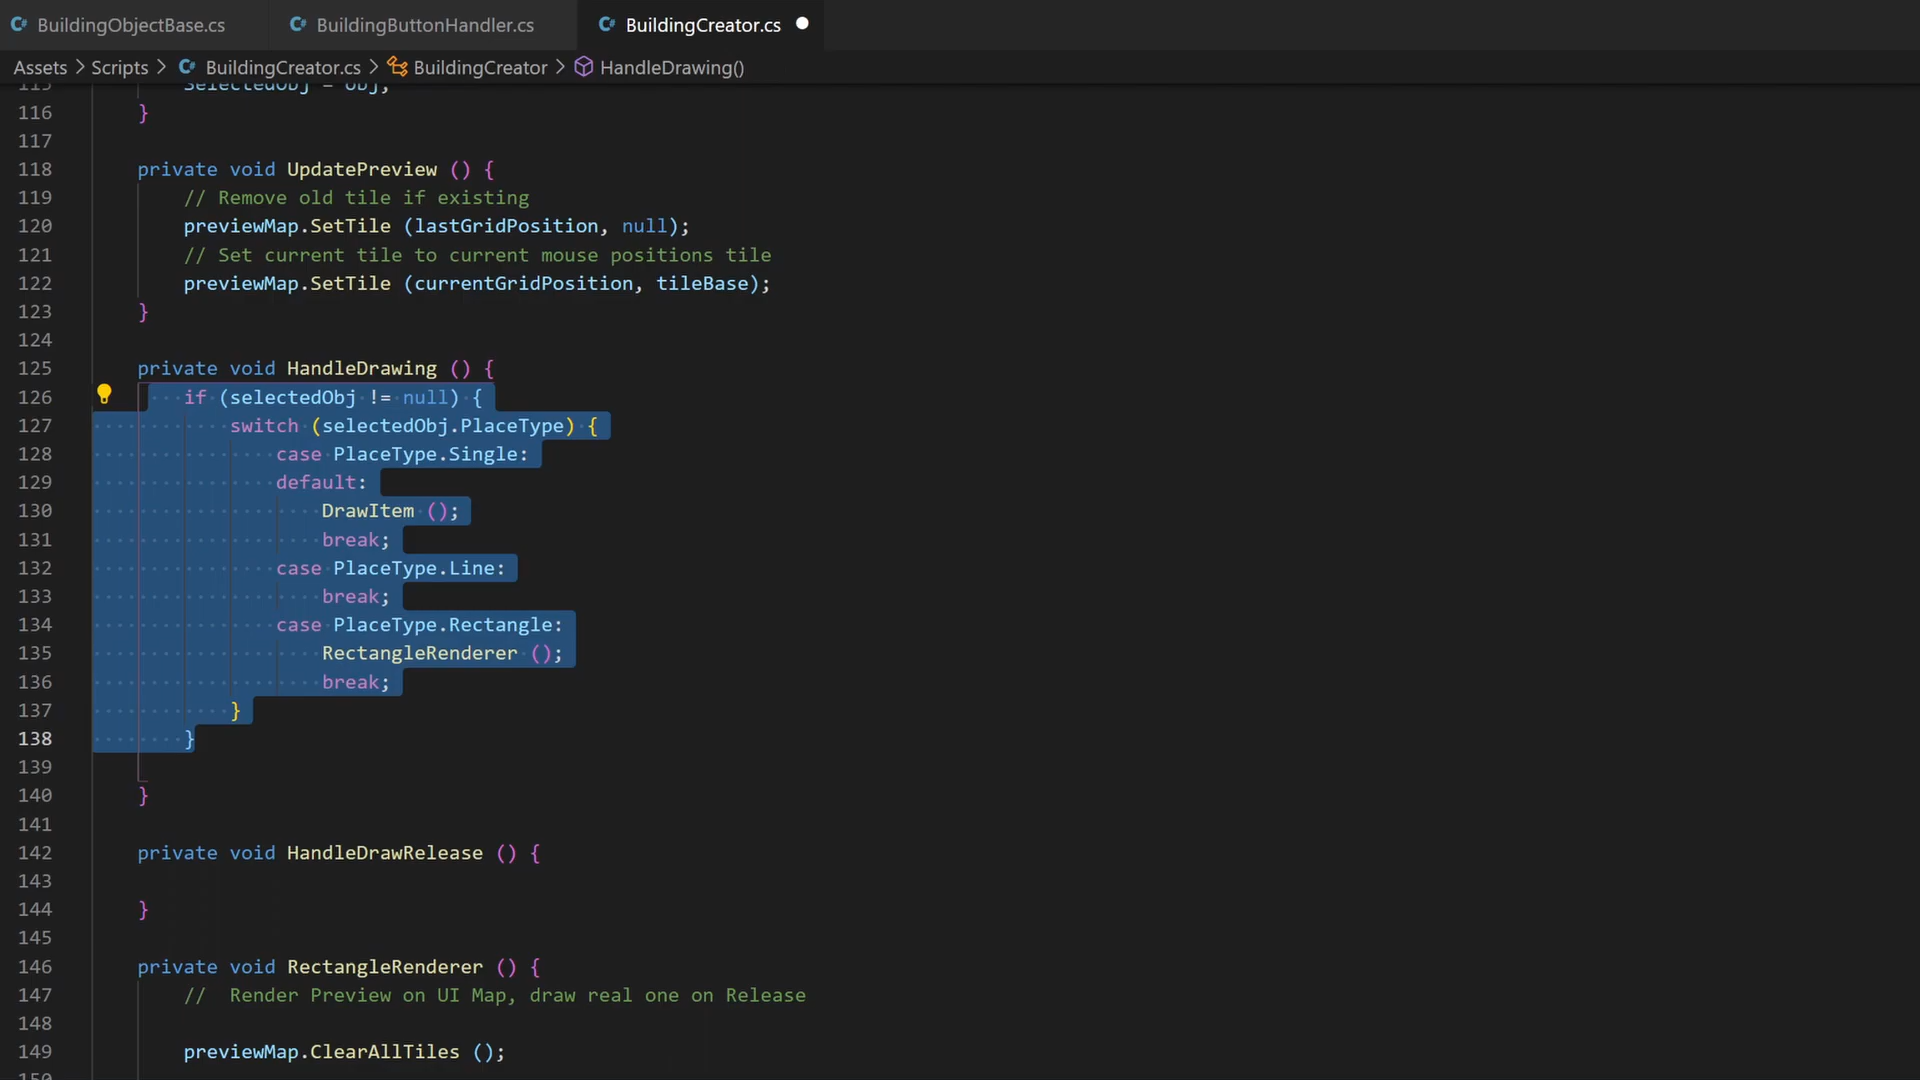 BuildingObjectBase.cs
BuildingButtonHandler.cs
BuildingCreator.cs
Assets > Scripts > BuildingCreator.cs > BuildingCreator > HandleDrawing()
115 SelectedObj = obj;
116 }
117
118 private void UpdatePreview () {
119 // Remove old tile if existing
120 previewMap.SetTile (lastGridPosition, null);
121 // Set current tile to current mouse positions tile
122 previewMap.SetTile (currentGridPosition, tileBase);
123 }
124
125 private void HandleDrawing () {
126 if (selectedObj != null) {
127 switch (selectedObj.PlaceType) {
128 case PlaceType.Single:
129 default:
130 DrawItem ();
131 break;
132 case PlaceType.Line:
133 break;
134 case PlaceType.Rectangle:
135 RectangleRenderer ();
136 break;
137 }
138 }
139
140 }
141
142 private void HandleDrawRelease () {
143
144 }
145
146 private void RectangleRenderer () {
147 //  Render Preview on UI Map, draw real one on Release
148
149 previewMap.ClearAllTiles ();
150